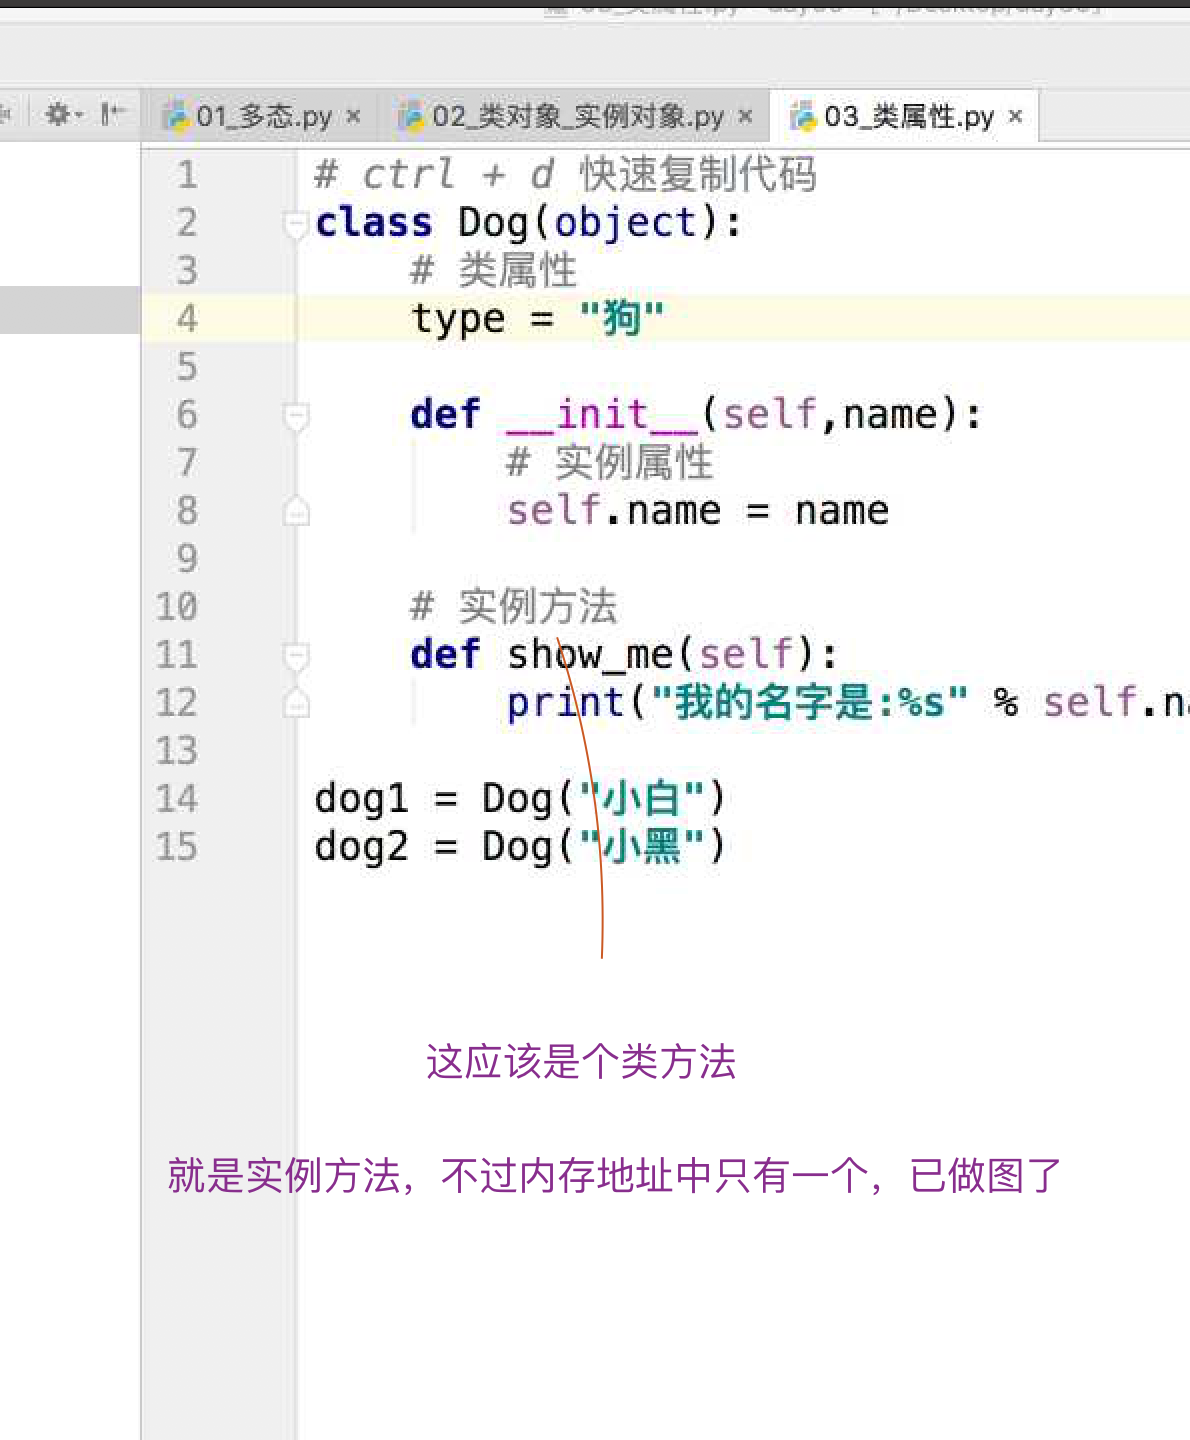 01_多态.py × 02_类对象_实例对象.py × 03_类属性.py ×
1 # ctrl + d 快速复制代码
2 class Dog(object):
3 # 类属性
4 type = "狗"
5
6 def __init__(self,name):
7 # 实例属性
8 self.name = name
9
10 # 实例方法
11 def show_me(self):
12 print("我的名字是:%s" % self.n
13
14 dog1 = Dog("小白")
15 dog2 = Dog("小黑")
这应该是个类方法
就是实例方法，不过内存地址中只有一个，已做图了